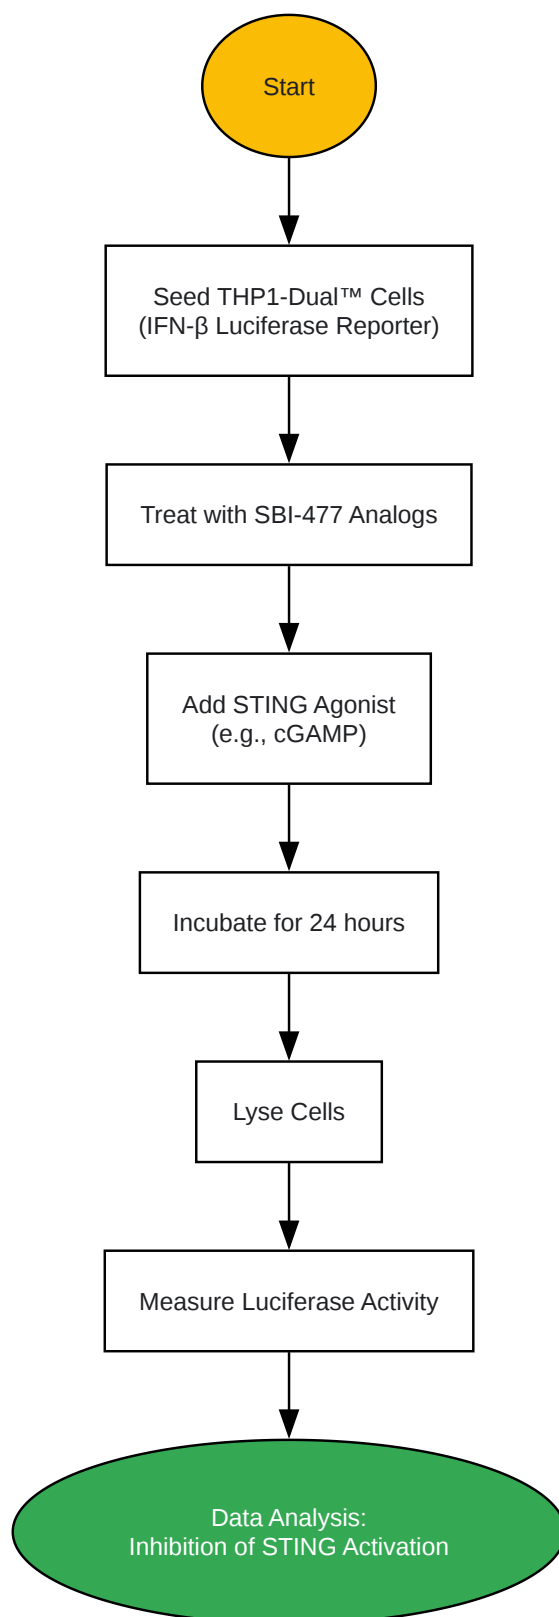 Start
Seed THP1-Dual™ Cells
(IFN-β Luciferase Reporter)
Treat with SBI-477 Analogs
Add STING Agonist
(e.g., cGAMP)
Incubate for 24 hours
Lyse Cells
Measure Luciferase Activity
Data Analysis:
Inhibition of STING Activation